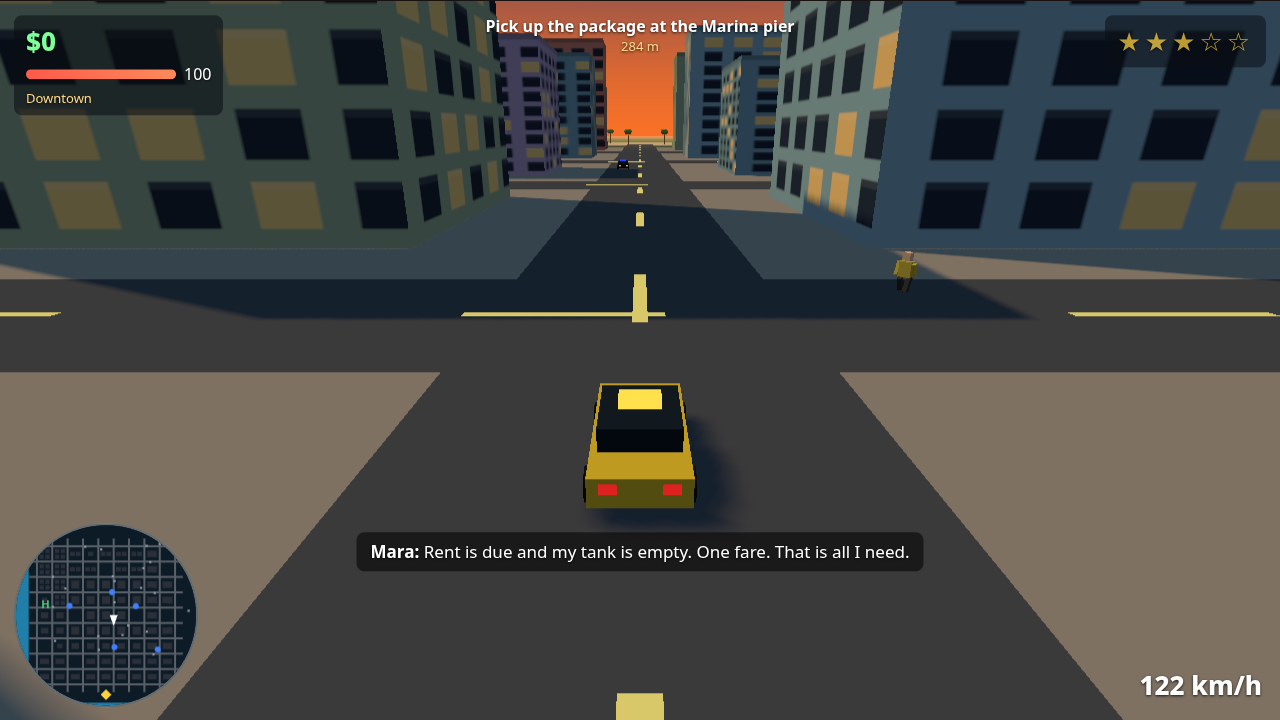 $0
100
Downtown
Pick up the package at the Marina pier
284 m
★★★☆☆
Mara: Rent is due and my tank is empty. One fare. That is all I need.
H
122 km/h